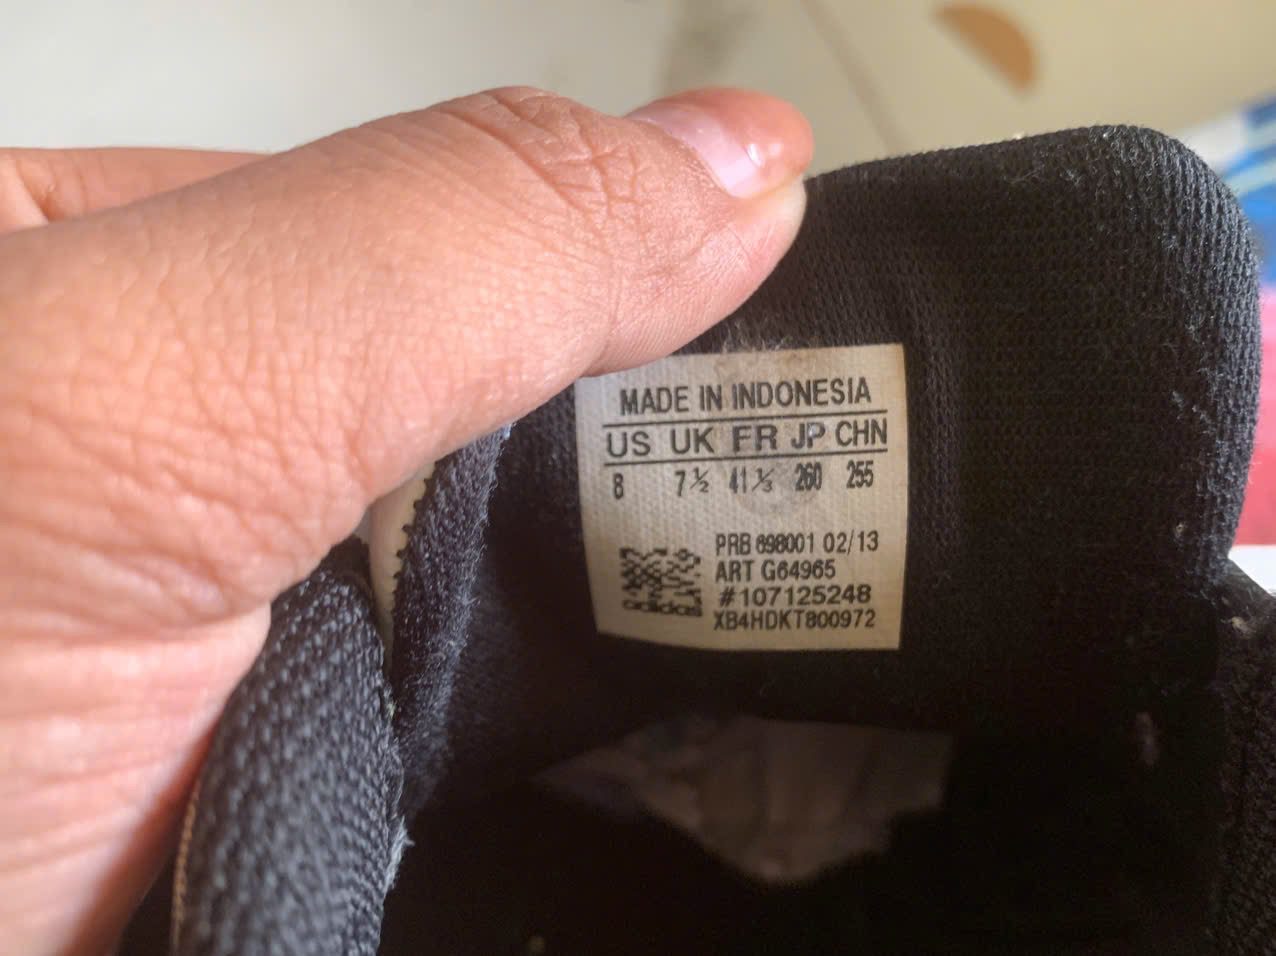 MADE IN INDONESIA
US UK FR JP CHN
8 7½ 41⅓ 260 255
PRB 698001 02/13
ART G64965
#107125248
XB4HDKT800972